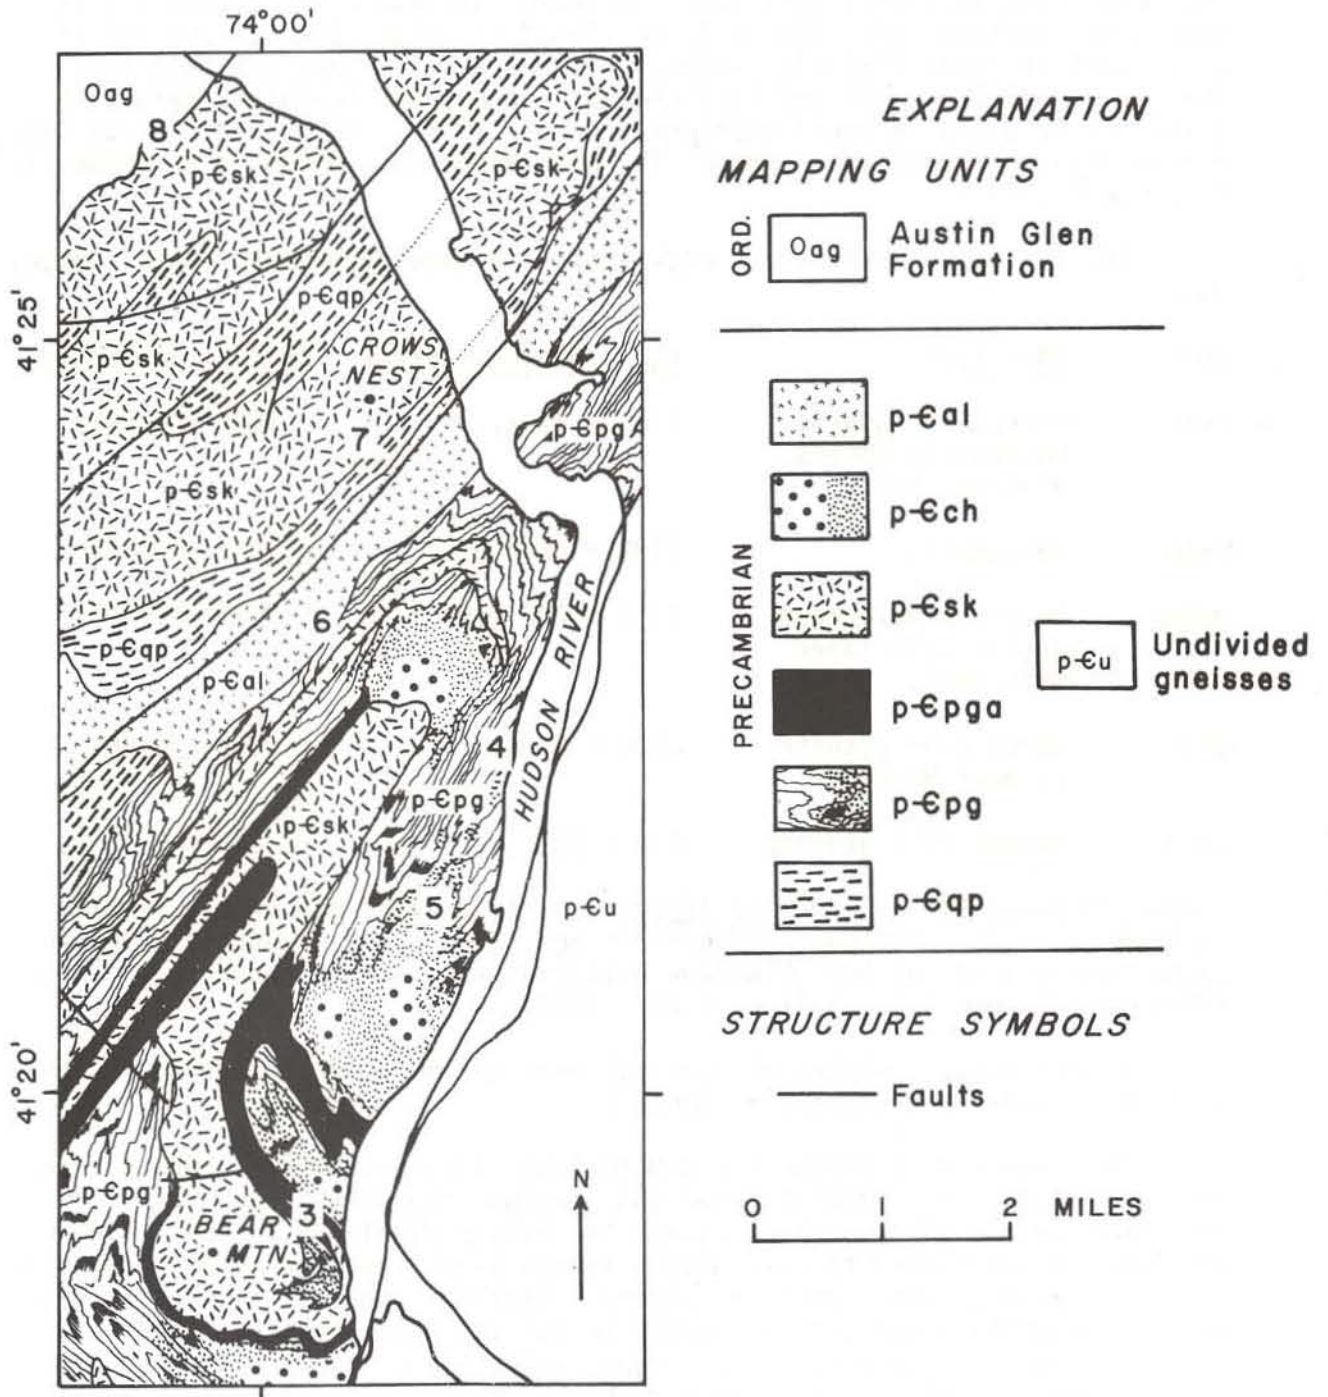 74°00'
Oag
8
p-Єsk
p-Єsk
p-Єqp
41°25'
p-Єsk
CROWS
NEST
7
p-Єpg
p-Єsk
6
p-Єqp
p-Єal
HUDSON RIVER
4
p-Єpg
p-Єsk
5
p-Єu
41°20'
p-Єpg
3
BEAR
MTN
N
EXPLANATION
MAPPING UNITS
ORD.
Oag
Austin Glen
Formation
PRECAMBRIAN
p-Єal
p-Єch
p-Єsk
p-Єpga
p-Єpg
p-Єqp
p-Єu
Undivided
gneisses
STRUCTURE SYMBOLS
Faults
0 1 2 MILES